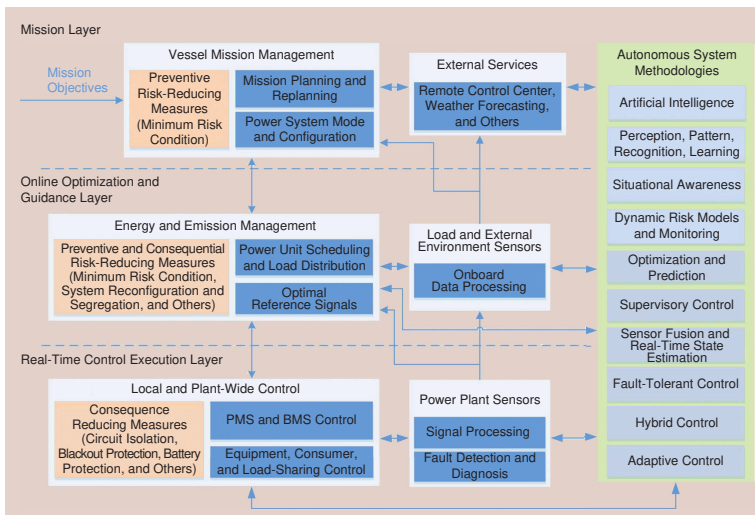 Mission Layer
Vessel Mission Management
Mission
Objectives
Preventive
Risk-Reducing
Measures
(Minimum Risk
Condition)
Mission Planning and
Replanning
Power System Mode
and Configuration
External Services
Remote Control Center,
Weather Forecasting,
and Others
Autonomous System
Methodologies
Artificial Intelligence
Perception, Pattern,
Recognition, Learning
Situational Awareness
Dynamic Risk Models
and Monitoring
Optimization and
Prediction
Supervisory Control
Sensor Fusion and
Real-Time State
Estimation
Fault-Tolerant Control
Hybrid Control
Adaptive Control
Online Optimization and
Guidance Layer
Energy and Emission Management
Preventive and Consequential
Risk-Reducing Measures
(Minimum Risk Condition,
System Reconfiguration and
Segregation, and Others)
Power Unit Scheduling
and Load Distribution
Optimal
Reference Signals
Load and External
Environment Sensors
Onboard
Data Processing
Real-Time Control Execution Layer
Local and Plant-Wide Control
Consequence
Reducing Measures
(Circuit Isolation,
Blackout Protection, Battery
Protection, and Others)
PMS and BMS Control
Equipment, Consumer,
and Load-Sharing Control
Power Plant Sensors
Signal Processing
Fault Detection and
Diagnosis